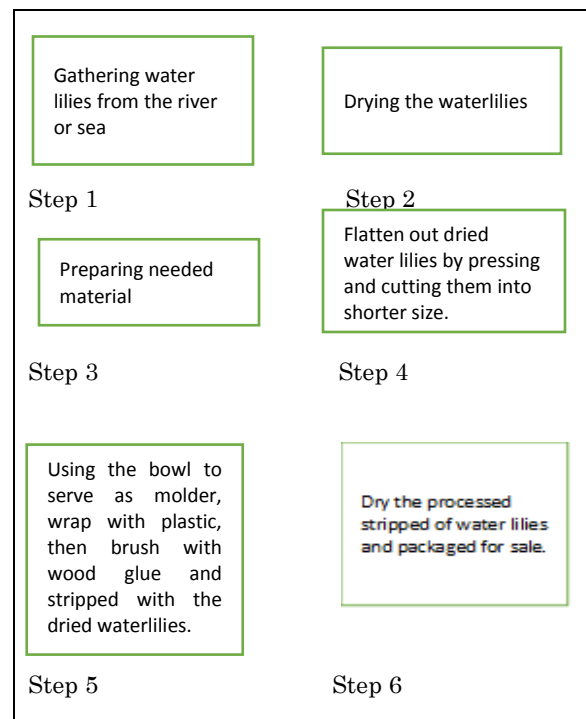 Gathering water
lilies from the river
or sea
Drying the waterlilies
Step 1
Step 2
Preparing needed
material
Flatten out dried
water lilies by pressing
and cutting them into
shorter size.
Step 3
Step 4
Using the bowl to
serve as molder,
wrap with plastic,
then brush with
wood glue and
stripped with the
dried waterlilies.
Dry the processed
stripped of water lilies
and packaged for sale.
Step 5
Step 6